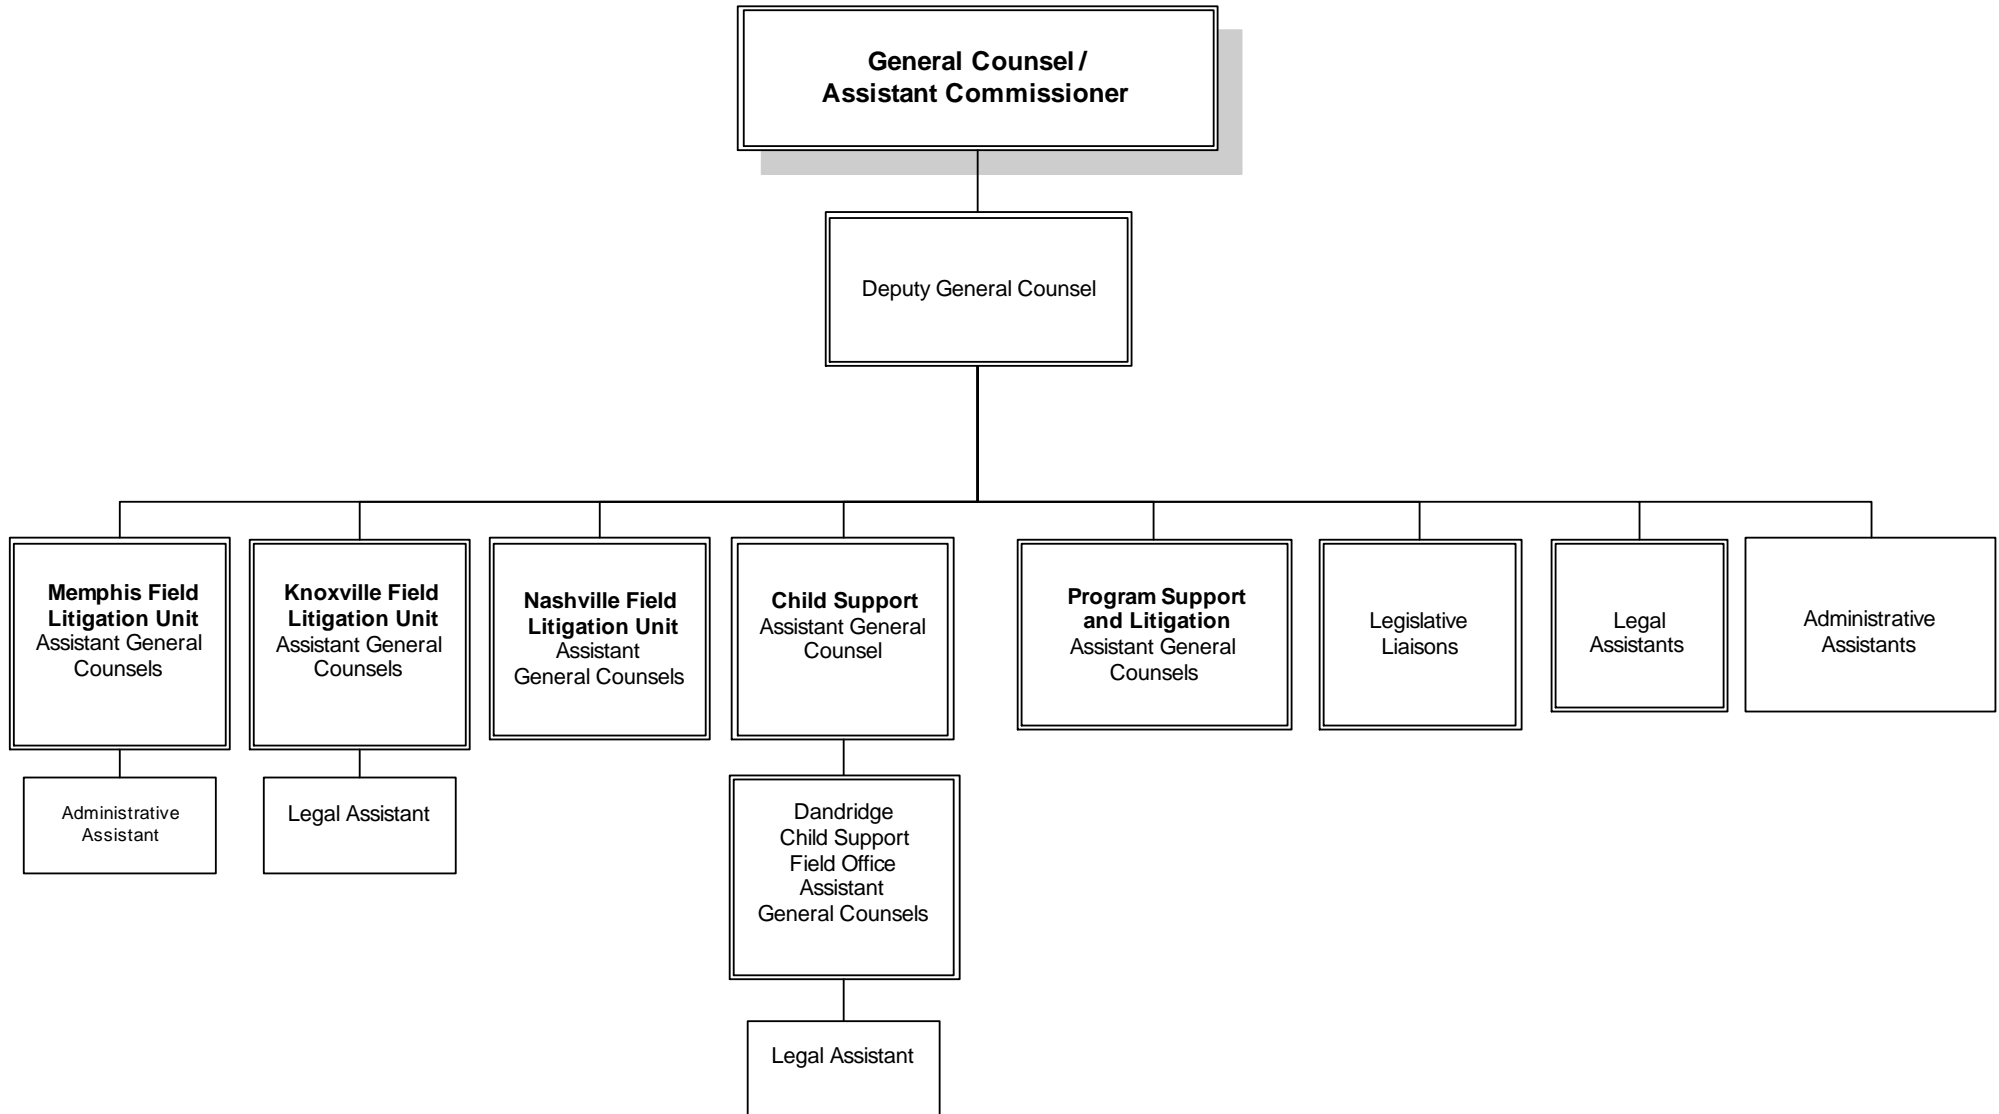 General Counsel /
Assistant Commissioner
Deputy General Counsel
Memphis Field
Litigation Unit
Assistant General
Counsels
Knoxville Field
Litigation Unit
Assistant General
Counsels
Nashville Field
Litigation Unit
Assistant
General Counsels
Child Support
Assistant General
Counsel
Program Support
and Litigation
Assistant General
Counsels
Legislative
Liaisons
Legal
Assistants
Administrative
Assistants
Administrative
Assistant
Legal Assistant
Dandridge
Child Support
Field Office
Assistant
General Counsels
Legal Assistant